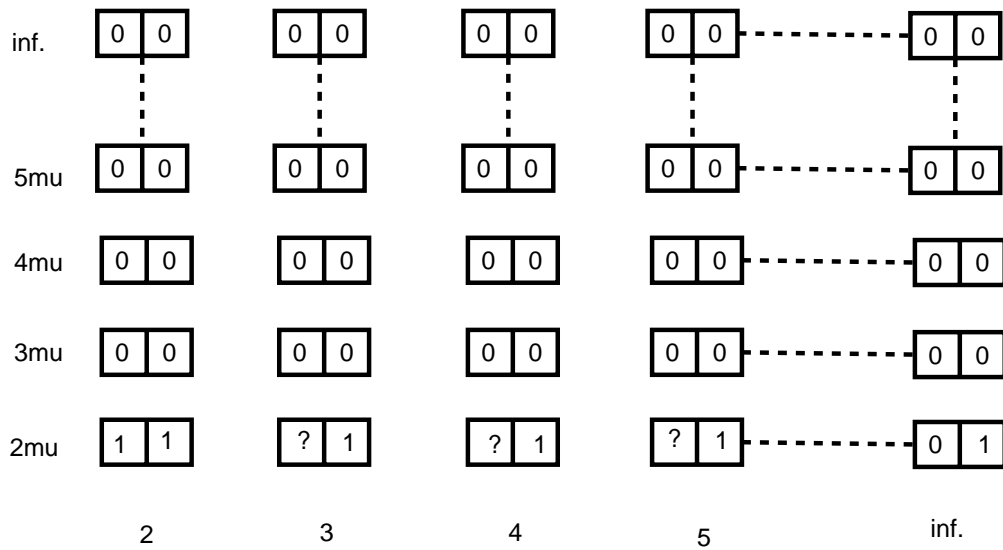 inf. 0 0 0 0 0 0 0 0 0 0
5mu 0 0 0 0 0 0 0 0 0 0
4mu 0 0 0 0 0 0 0 0 0 0
3mu 0 0 0 0 0 0 0 0 0 0
2mu 1 1 ? 1 ? 1 ? 1 0 1
2 3 4 5 inf.